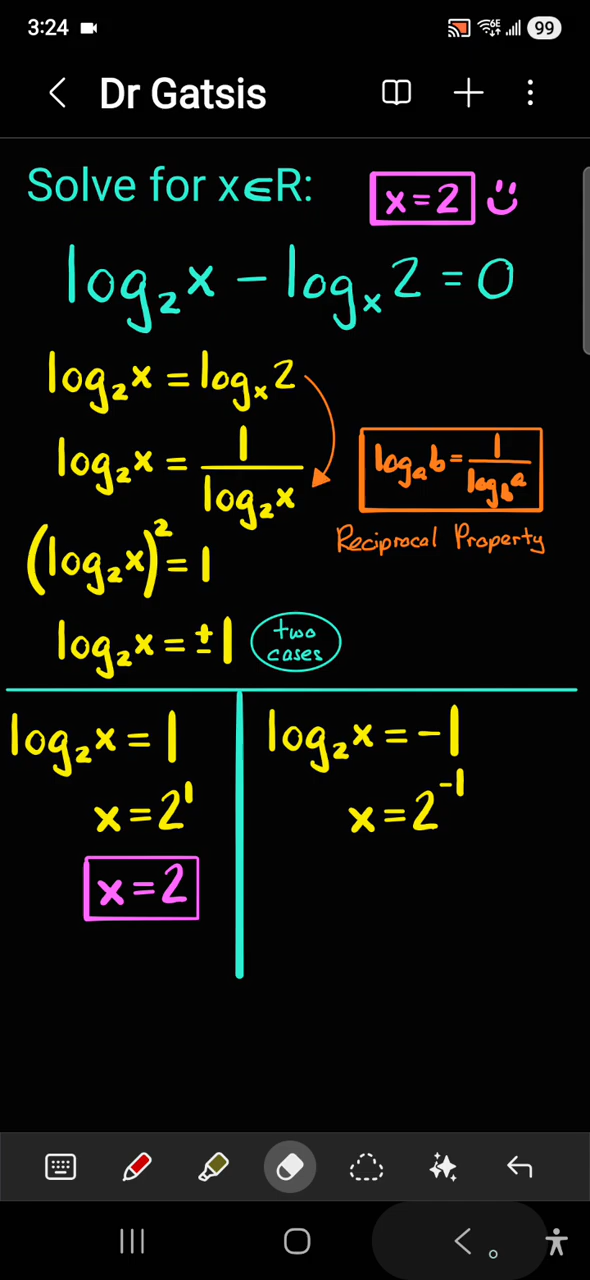 3:24 6E 99
Dr Gatsis
Solve for x∈R:
x=2
log₂x − logₓ2 = 0
log₂x = logₓ2
log₂x = 1/log₂x
logₐb = 1/log_b a
Reciprocal Property
(log₂x)² = 1
log₂x = ±1
two
cases
log₂x = 1
x = 2¹
x = 2
log₂x = −1
x = 2⁻¹